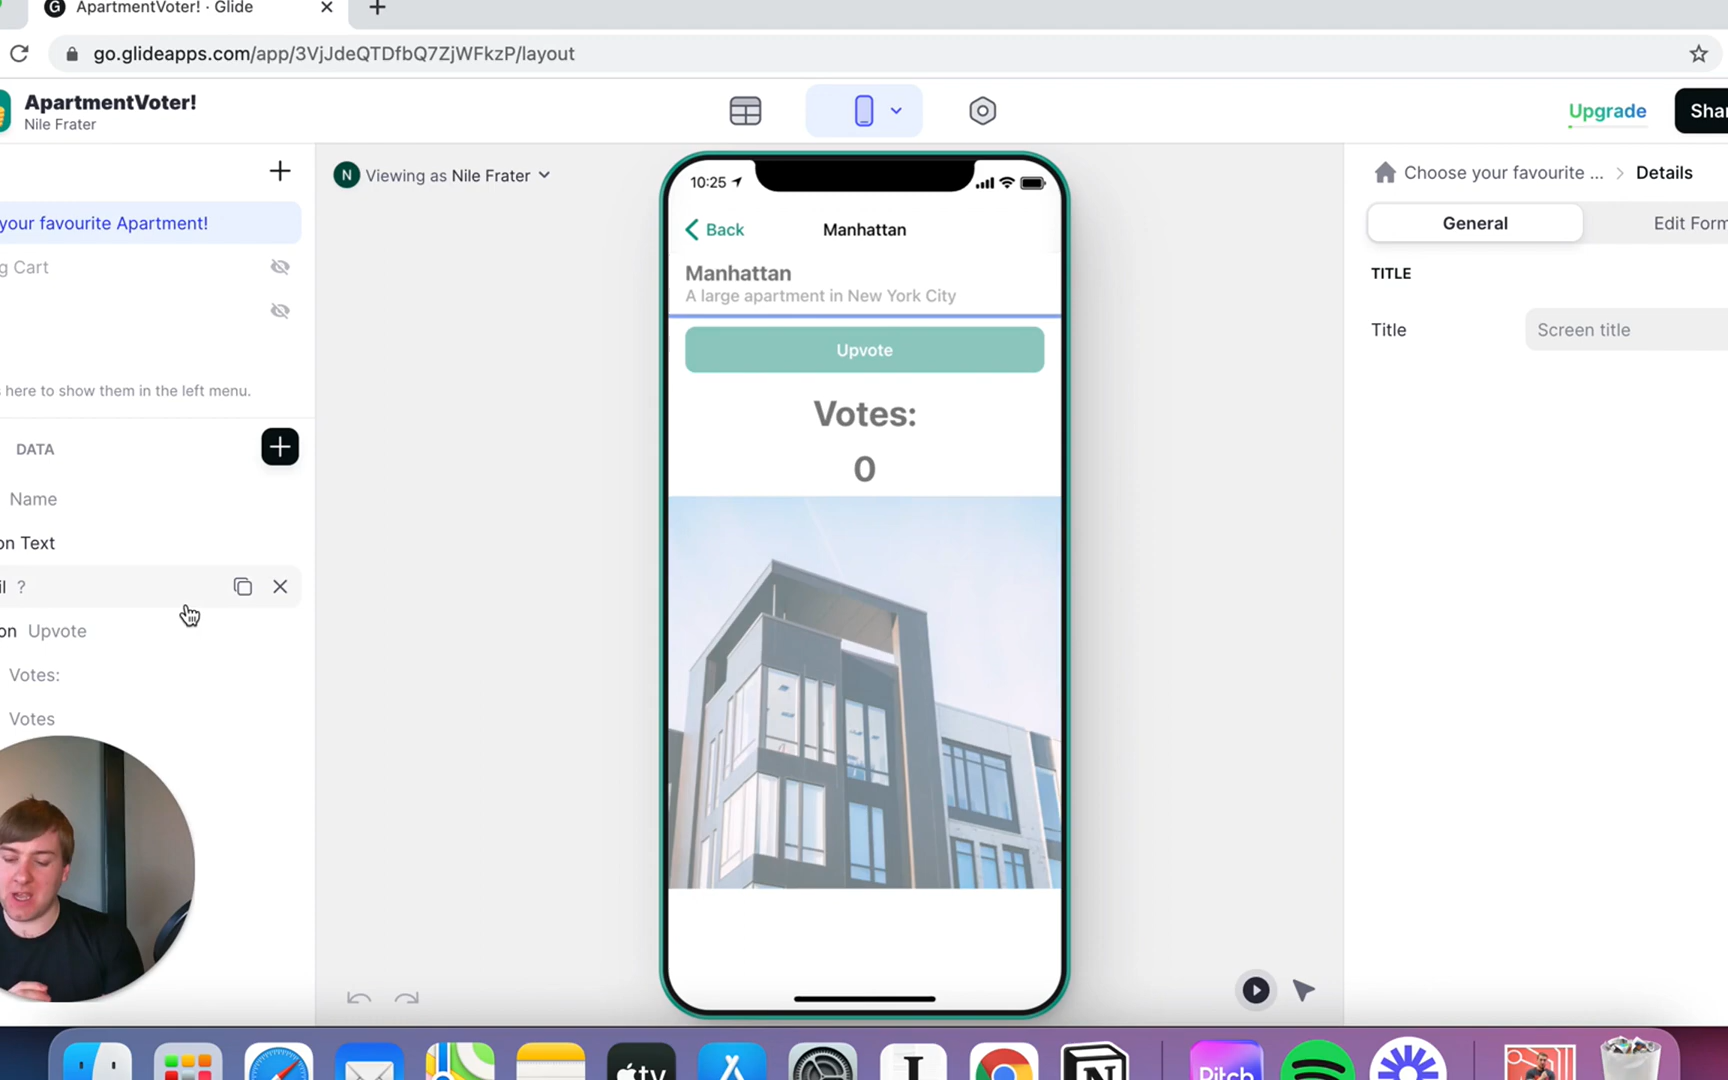 ApartmentVoter! · Glide
go.glideapps.com/app/3VjJdeQTDfbQ7ZjWFkzP/layout
ApartmentVoter!
Nile Frater
Upgrade
Shar
N Viewing as Nile Frater
your favourite Apartment!
g Cart
s here to show them in the left menu.
DATA
Name
on Text
il ?
on Upvote
Votes:
Votes
10:25
Back
Manhattan
Manhattan
A large apartment in New York City
Upvote
Votes:
0
Choose your favourite ... > Details
General
Edit Form
TITLE
Title
Screen title
tv
N
Pitch